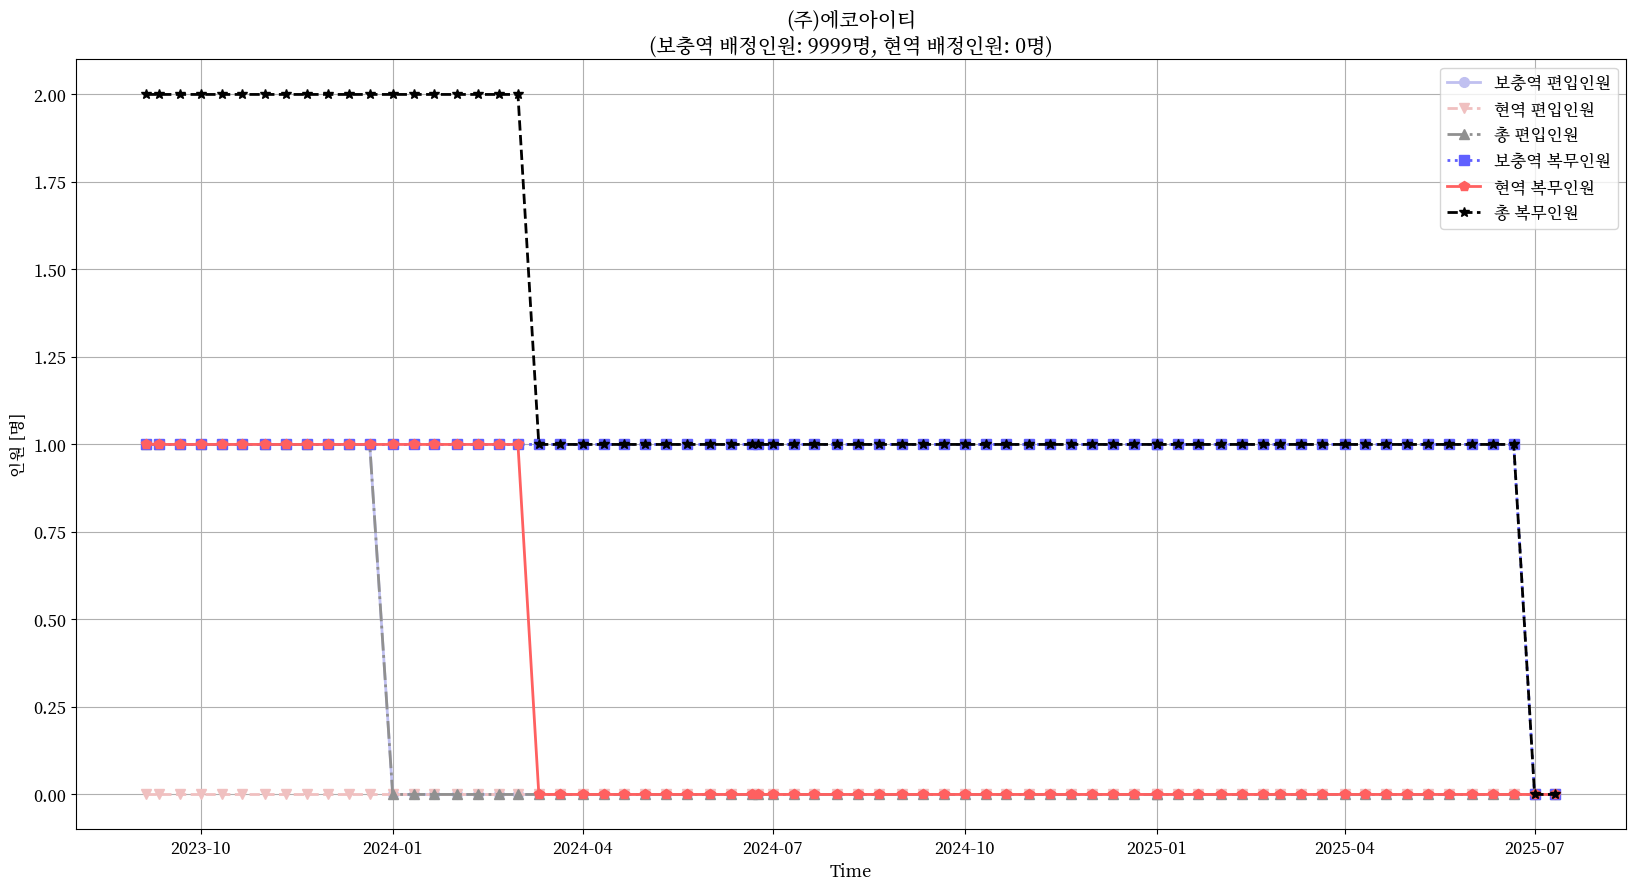 (주)에코아이티
(보충역 배정인원: 9999명, 현역 배정인원: 0명)
보충역 편입인원
현역 편입인원
총 편입인원
보충역 복무인원
현역 복무인원
총 복무인원
인원 [명]
2.00
1.75
1.50
1.25
1.00
0.75
0.50
0.25
0.00
2023-10 2024-01 2024-04 2024-07 2024-10 2025-01 2025-04 2025-07
Time